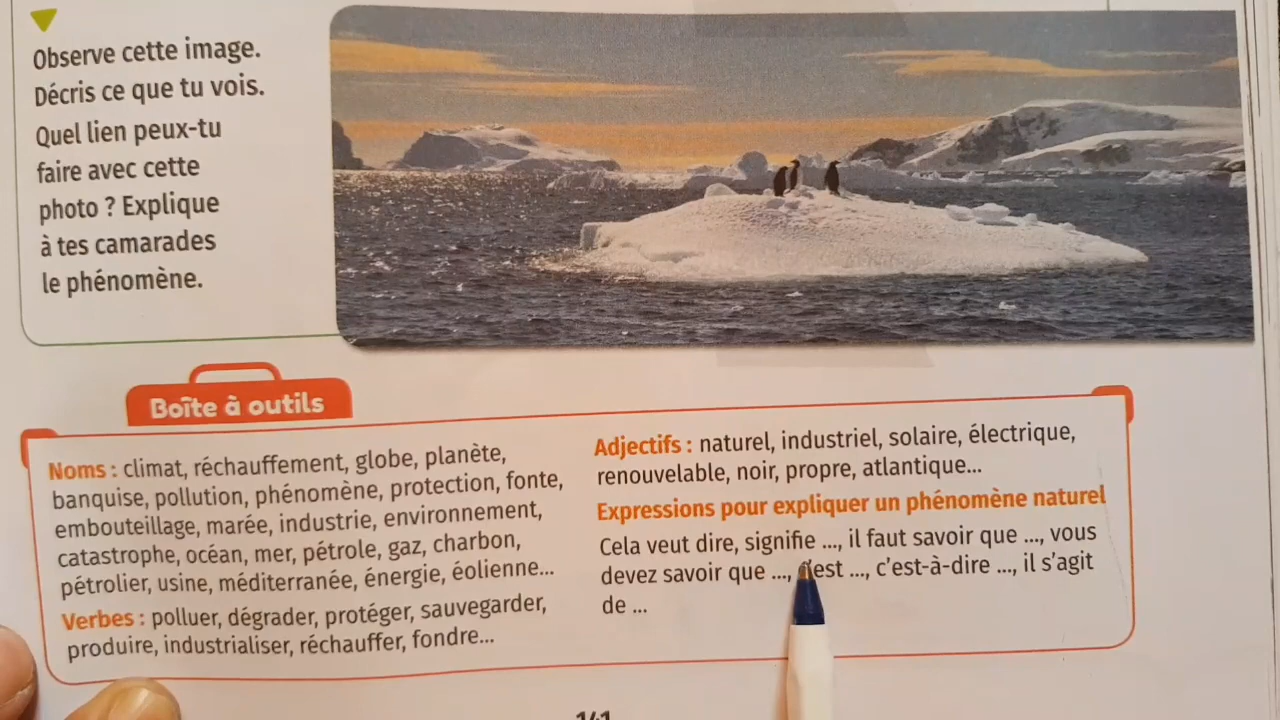 Observe cette image.
Décris ce que tu vois.
Quel lien peux-tu
faire avec cette
photo ? Explique
à tes camarades
le phénomène.
Boîte à outils
Noms : climat, réchauffement, globe, planète,
banquise, pollution, phénomène, protection, fonte,
embouteillage, marée, industrie, environnement,
catastrophe, océan, mer, pétrole, gaz, charbon,
pétrolier, usine, méditerranée, énergie, éolienne...
Verbes : polluer, dégrader, protéger, sauvegarder,
produire, industrialiser, réchauffer, fondre...
Adjectifs : naturel, industriel, solaire, électrique,
renouvelable, noir, propre, atlantique...
Expressions pour expliquer un phénomène naturel
Cela veut dire, signifie ..., il faut savoir que ..., vous
devez savoir que ..., c'est ..., c'est-à-dire ..., il s'agit
de ...
141